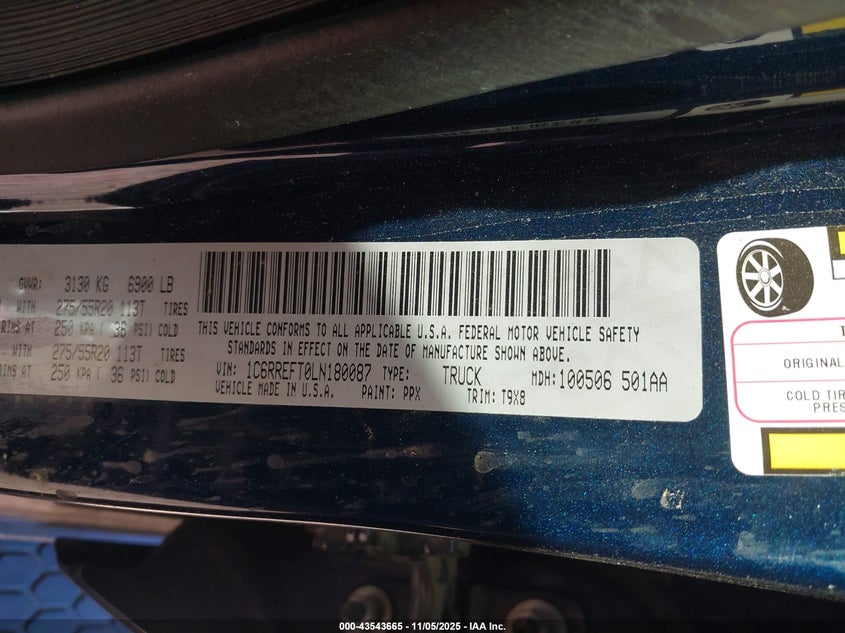 GVWR: 3130 KG 6900 LB
WITH 275/55R20 113T TIRES
RIMS AT 250 KPA ( 36 PSI) COLD
WITH 275/55R20 113T TIRES
RIMS AT 250 KPA ( 36 PSI) COLD
THIS VEHICLE CONFORMS TO ALL APPLICABLE U.S.A. FEDERAL MOTOR VEHICLE SAFETY
STANDARDS IN EFFECT ON THE DATE OF MANUFACTURE SHOWN ABOVE.
VIN: 1C6RREFT0LN180087 TYPE: TRUCK MDH: 100506 501AA
VEHICLE MADE IN U.S.A. PAINT: PPX TRIM: T9X8
ORIGINAL
COLD TIR
PRES
000-43543665 - 11/05/2025 - IAA Inc.